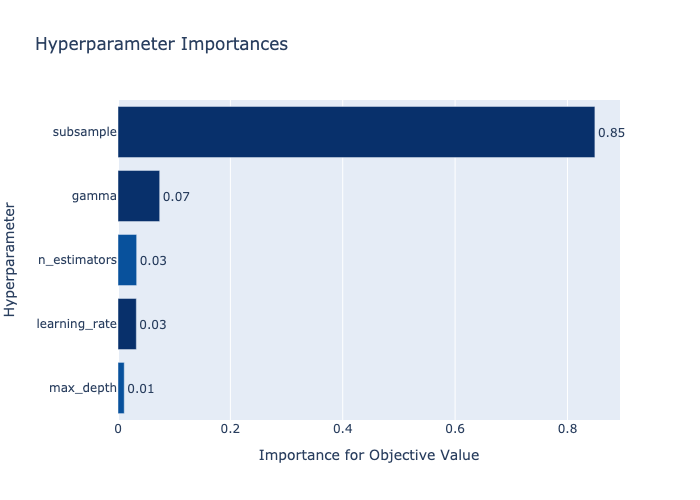 Hyperparameter Importances
Hyperparameter
subsample 0.85
gamma 0.07
n_estimators 0.03
learning_rate 0.03
max_depth 0.01
0 0.2 0.4 0.6 0.8
Importance for Objective Value